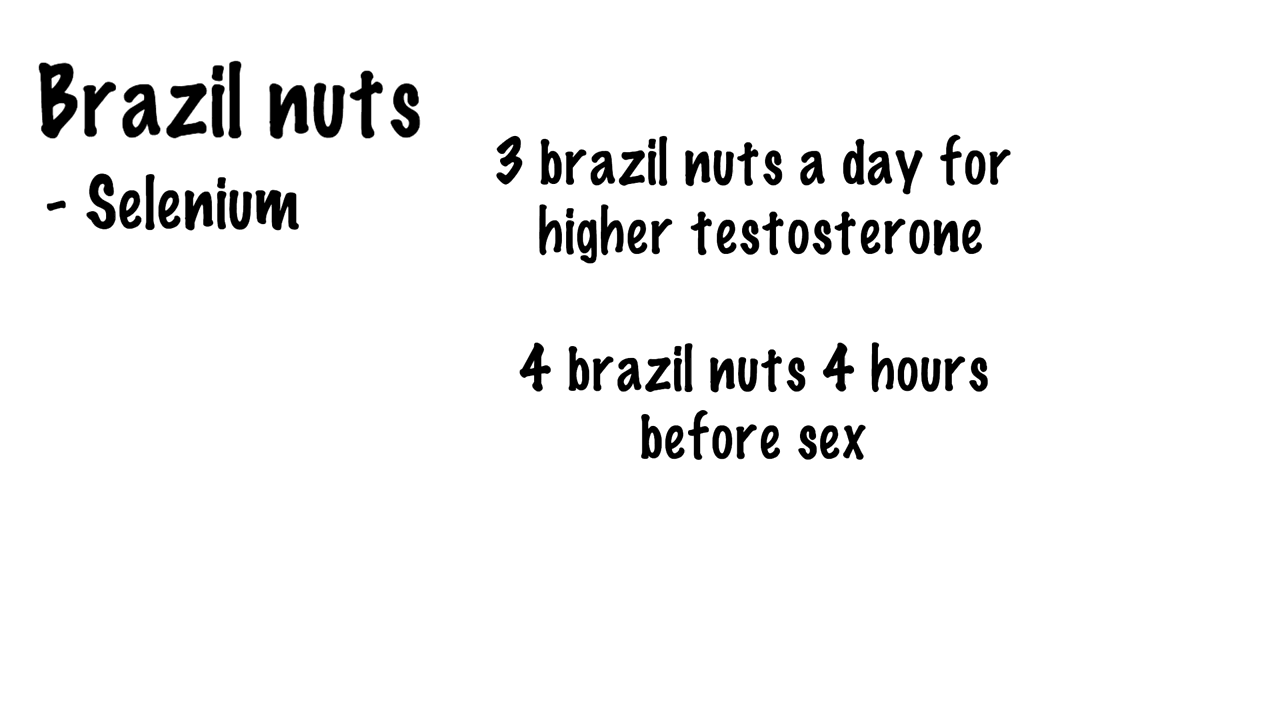 Brazil nuts
- Selenium
3 brazil nuts a day for
higher testosterone
4 brazil nuts 4 hours
before sex